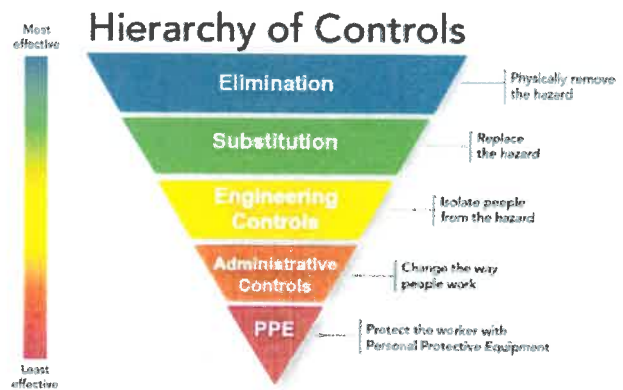 Hierarchy of Controls
Most
effective
Elimination
Physically remove
the hazard
Substitution
Replace
the hazard
Engineering
Controls
Isolate people
from the hazard
Administrative
Controls
Change the way
people work
PPE
Protect the worker with
Personal Protective Equipment
Least
effective